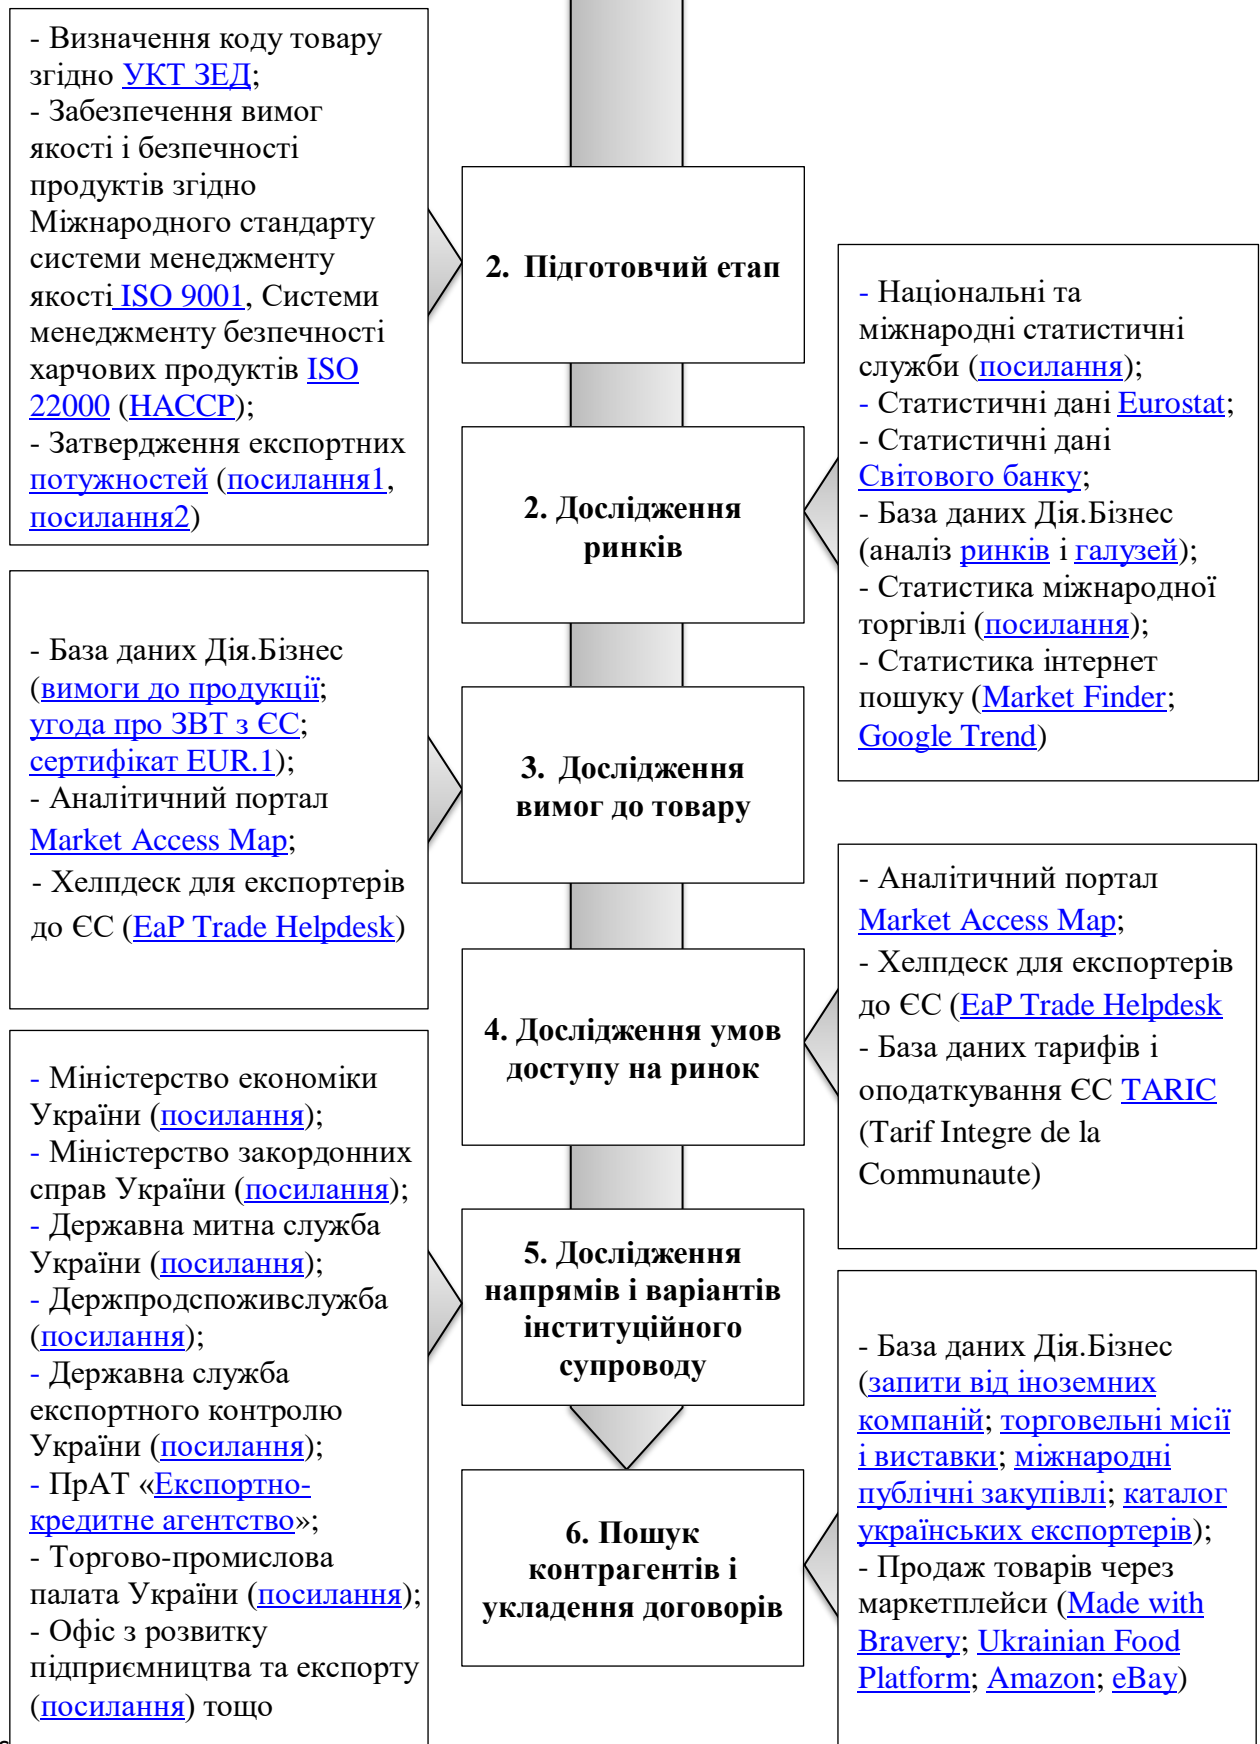 - Визначення коду товару
згідно УКТ ЗЕД;
- Забезпечення вимог
якості і безпечності
продуктів згідно
Міжнародного стандарту
системи менеджменту
якості ISO 9001, Системи
менеджменту безпечності
харчових продуктів ISO
22000 (HACCP);
- Затвердження експортних
потужностей (посилання1,
посилання2)
2. Підготовчий етап
- Національні та
міжнародні статистичні
служби (посилання);
- Статистичні дані Eurostat;
- Статистичні дані
Світового банку;
- База даних Дія.Бізнес
(аналіз ринків і галузей);
- Статистика міжнародної
торгівлі (посилання);
- Статистика інтернет
пошуку (Market Finder;
Google Trend)
2. Дослідження
ринків
- База даних Дія.Бізнес
(вимоги до продукції;
угода про ЗВТ з ЄС;
сертифікат EUR.1);
- Аналітичний портал
Market Access Map;
- Хелпдеск для експортерів
до ЄС (EaP Trade Helpdesk)
3. Дослідження
вимог до товару
- Аналітичний портал
Market Access Map;
- Хелпдеск для експортерів
до ЄС (EaP Trade Helpdesk
- База даних тарифів і
оподаткування ЄС TARIC
(Tarif Integre de la
Communaute)
4. Дослідження умов
доступу на ринок
- Міністерство економіки
України (посилання);
- Міністерство закордонних
справ України (посилання);
- Державна митна служба
України (посилання);
- Держпродспоживслужба
(посилання);
- Державна служба
експортного контролю
України (посилання);
- ПрАТ «Експортно-
кредитне агентство»;
- Торгово-промислова
палата України (посилання);
- Офіс з розвитку
підприємництва та експорту
(посилання) тощо
5. Дослідження
напрямів і варіантів
інституційного
супроводу
- База даних Дія.Бізнес
(запити від іноземних
компаній; торговельні місії
і виставки; міжнародні
публічні закупівлі; каталог
українських експортерів);
- Продаж товарів через
маркетплейси (Made with
Bravery; Ukrainian Food
Platform; Amazon; eBay)
6. Пошук
контрагентів і
укладення договорів